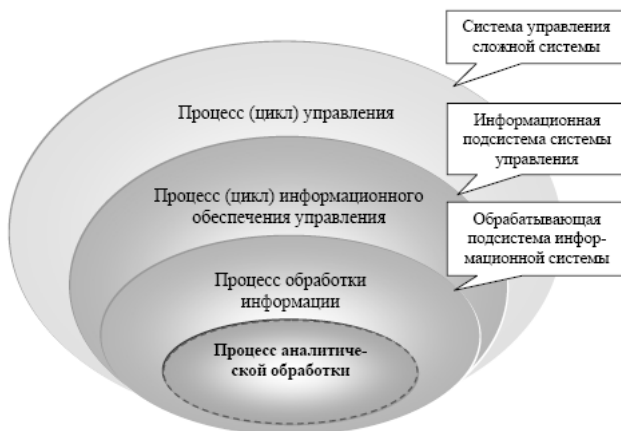 Система управления
сложной системы
Процесс (цикл) управления
Информационная
подсистема системы
управления
Процесс (цикл) информационного
обеспечения управления
Обрабатывающая
подсистема инфор-
мационной системы
Процесс обработки
информации
Процесс аналитиче-
ской обработки